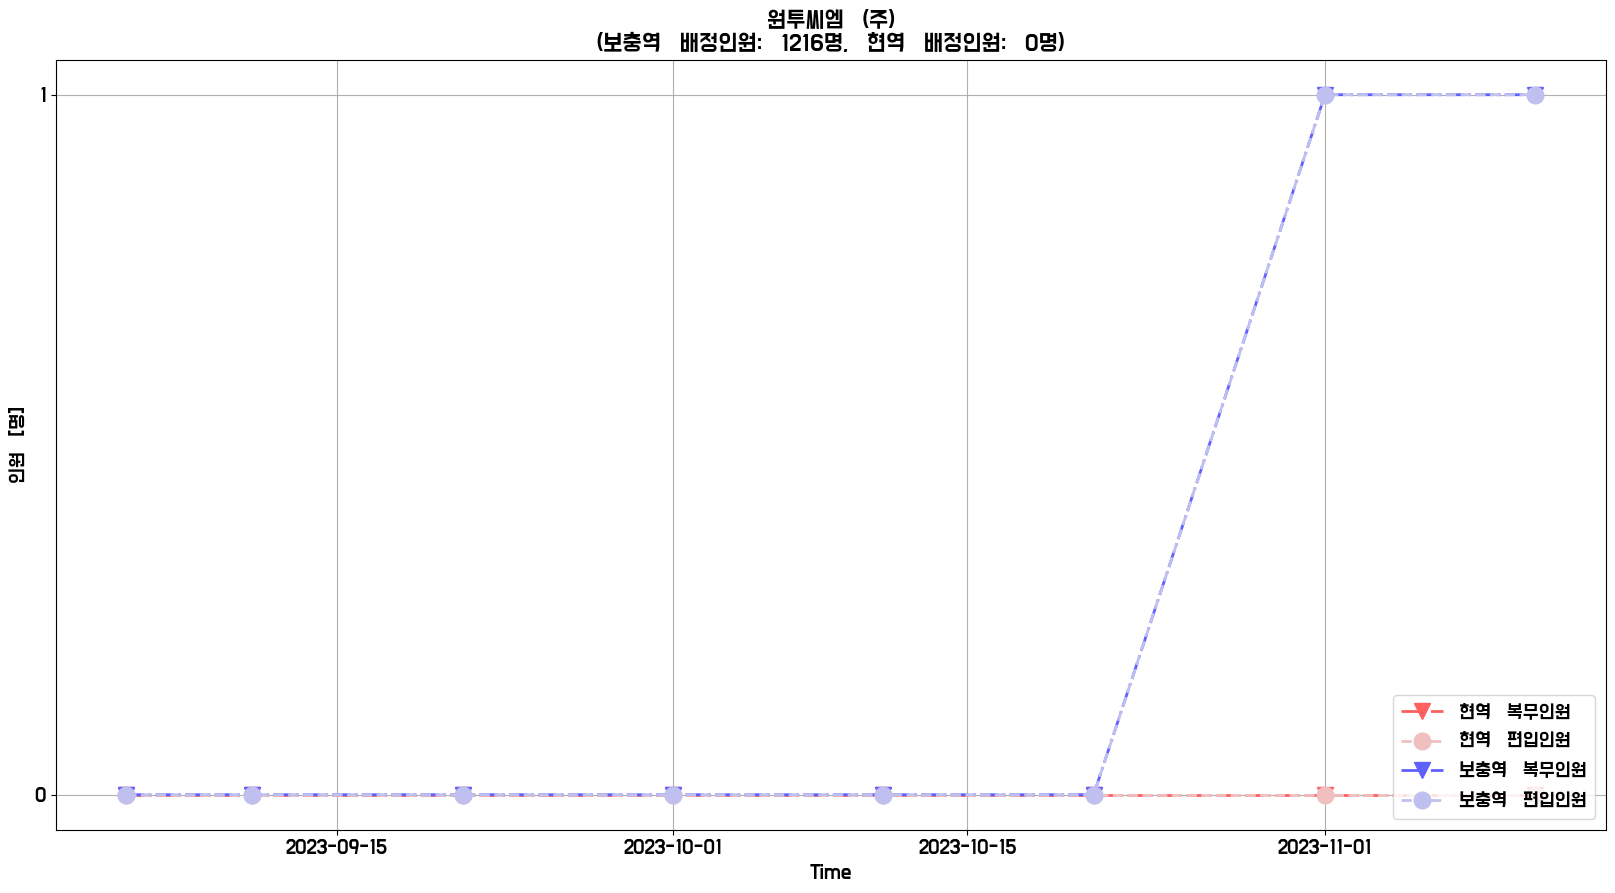 원투씨엠 (주)
(보충역 배정인원: 1216명, 현역 배정인원: 0명)
인원 [명]
1
0
현역 복무인원
현역 편입인원
보충역 복무인원
보충역 편입인원
2023-09-15
2023-10-01
2023-10-15
2023-11-01
Time